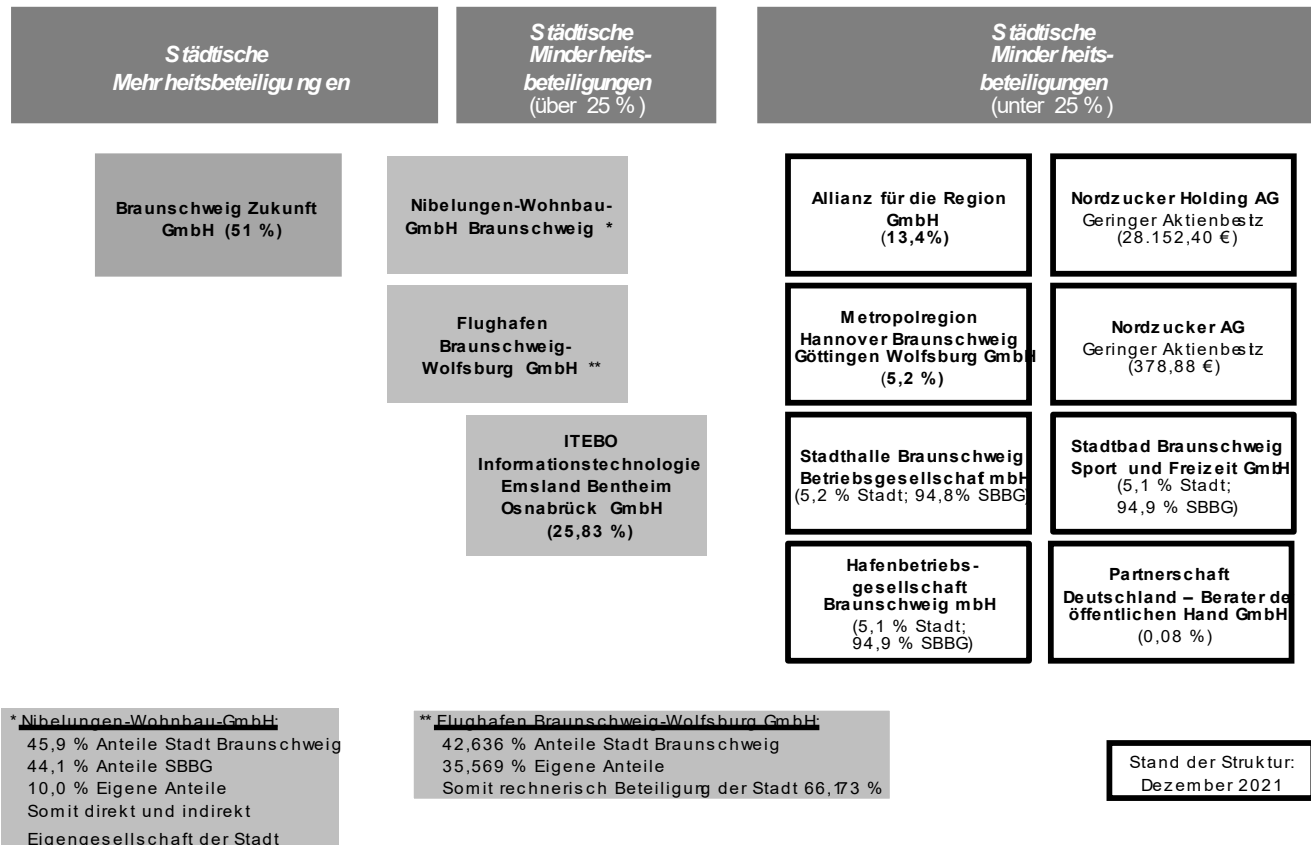 Städtische
Mehrheitsbeteiligungen
Städtische
Minderheits-
beteiligungen
(über 25 %)
Städtische
Minderheits-
beteiligungen
(unter 25 %)
Braunschweig Zukunft
GmbH (51 %)
Nibelungen-Wohnbau-
GmbH Braunschweig *
Flughafen
Braunschweig-
Wolfsburg GmbH **
ITEBO
Informationstechnologie
Emsland Bentheim
Osnabrück GmbH
(25,83 %)
Allianz für die Region
GmbH
(13,4%)
Nordzucker Holding AG
Geringer Aktienbestz
(28.152,40 €)
Metropolregion
Hannover Braunschweig
Göttingen Wolfsburg GmbH
(5,2 %)
Nordzucker AG
Geringer Aktienbestz
(378,88 €)
Stadthalle Braunschweig
Betriebsgesellschaf mbH
(5,2 % Stadt; 94,8% SBBG)
Stadtbad Braunschweig
Sport und Freizeit GmbH
(5,1 % Stadt;
94,9 % SBBG)
Hafenbetriebs-
gesellschaft
Braunschweig mbH
(5,1 % Stadt;
94,9 % SBBG)
Partnerschaft
Deutschland – Berater de
öffentlichen Hand GmbH
(0,08 %)
* Nibelungen-Wohnbau-GmbH:
45,9 % Anteile Stadt Braunschweig
44,1 % Anteile SBBG
10,0 % Eigene Anteile
Somit direkt und indirekt
Eigengesellschaft der Stadt
** Flughafen Braunschweig-Wolfsburg GmbH:
42,636 % Anteile Stadt Braunschweig
35,569 % Eigene Anteile
Somit rechnerisch Beteiligung der Stadt 66,173 %
Stand der Struktur:
Dezember 2021